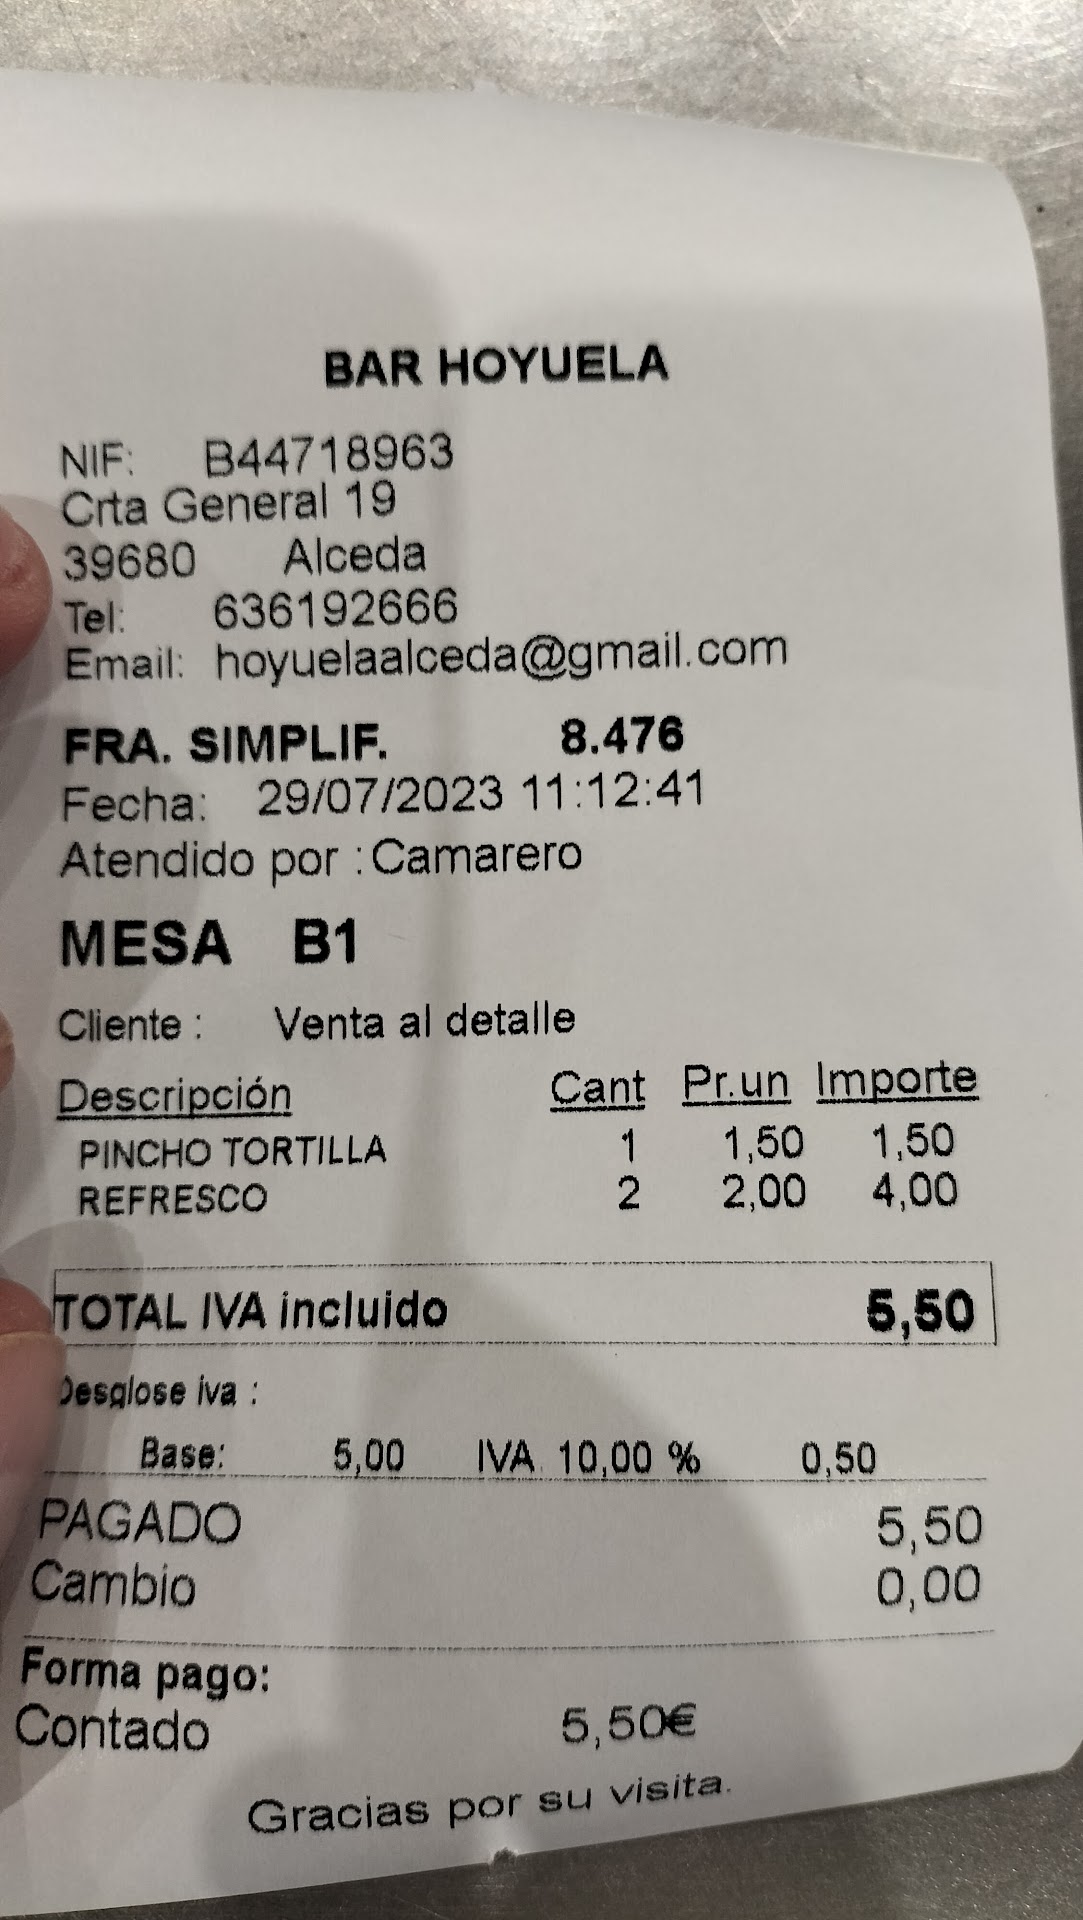 BAR HOYUELA
NIF: B44718963
Crta General 19
39680 Alceda
Tel: 636192666
Email: hoyuelaalceda@gmail.com
FRA. SIMPLIF. 8.476
Fecha: 29/07/2023 11:12:41
Atendido por : Camarero
MESA B1
Cliente : Venta al detalle
Descripción Cant Pr.un Importe
PINCHO TORTILLA 1 1,50 1,50
REFRESCO 2 2,00 4,00
TOTAL IVA incluido 5,50
Desglose iva :
Base: 5,00 IVA 10,00 % 0,50
PAGADO 5,50
Cambio 0,00
Forma pago:
Contado 5,50€
Gracias por su visita.